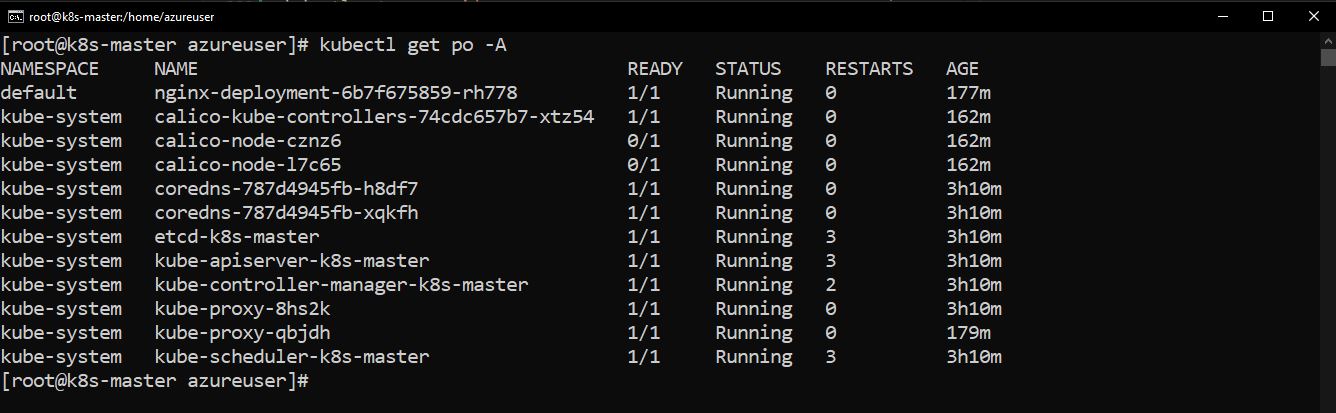 root@k8s-master:/home/azureuser
[root@k8s-master azureuser]# kubectl get po -A
NAMESPACE     NAME                                       READY   STATUS    RESTARTS   AGE
default       nginx-deployment-6b7f675859-rh778          1/1     Running   0          177m
kube-system   calico-kube-controllers-74cdc657b7-xtz54   1/1     Running   0          162m
kube-system   calico-node-cznz6                          0/1     Running   0          162m
kube-system   calico-node-l7c65                          0/1     Running   0          162m
kube-system   coredns-787d4945fb-h8df7                   1/1     Running   0          3h10m
kube-system   coredns-787d4945fb-xqkfh                   1/1     Running   0          3h10m
kube-system   etcd-k8s-master                            1/1     Running   3          3h10m
kube-system   kube-apiserver-k8s-master                  1/1     Running   3          3h10m
kube-system   kube-controller-manager-k8s-master         1/1     Running   2          3h10m
kube-system   kube-proxy-8hs2k                           1/1     Running   0          3h10m
kube-system   kube-proxy-qbjdh                           1/1     Running   0          179m
kube-system   kube-scheduler-k8s-master                  1/1     Running   3          3h10m
[root@k8s-master azureuser]#